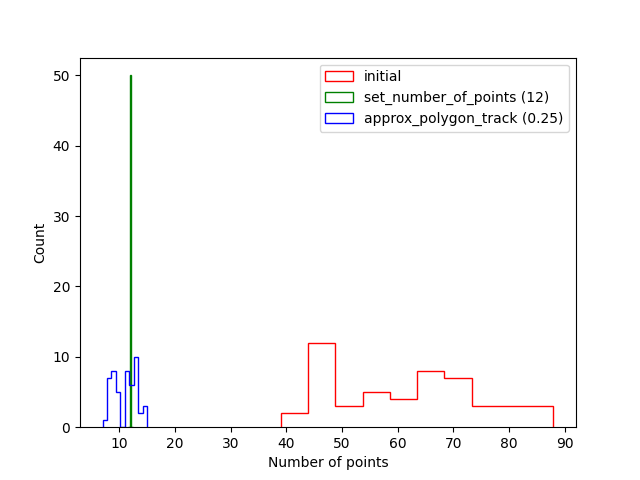 initial
set_number_of_points (12)
approx_polygon_track (0.25)
Count
50
40
30
20
10
0
10 20 30 40 50 60 70 80 90
Number of points